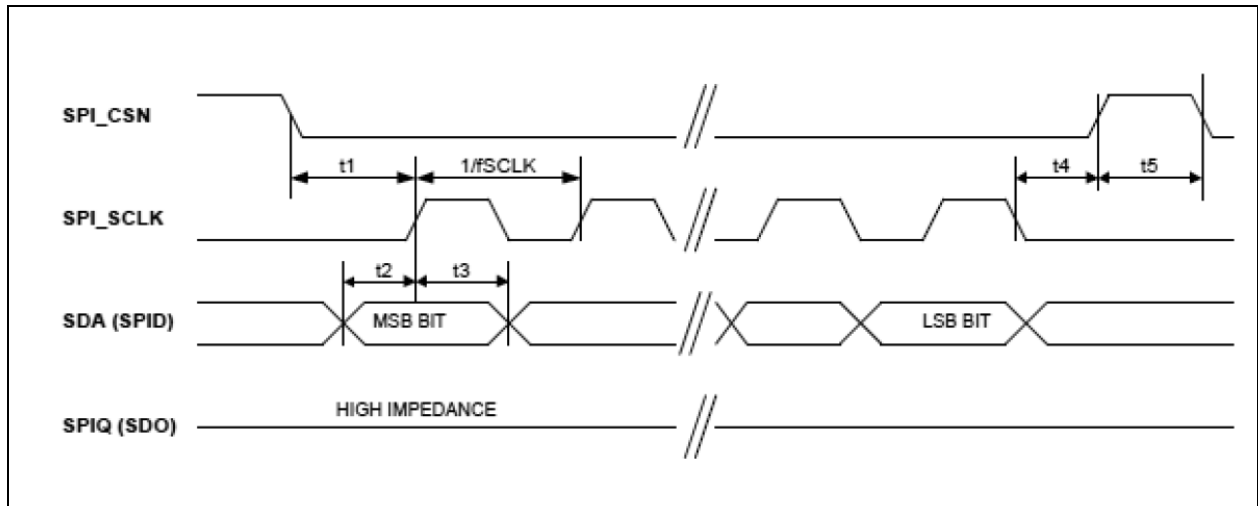 SPI_CSN
t1
1/fSCLK
t4
t5
SPI_SCLK
t2
t3
SDA (SPID)
MSB BIT
LSB BIT
HIGH IMPEDANCE
SPIQ (SDO)